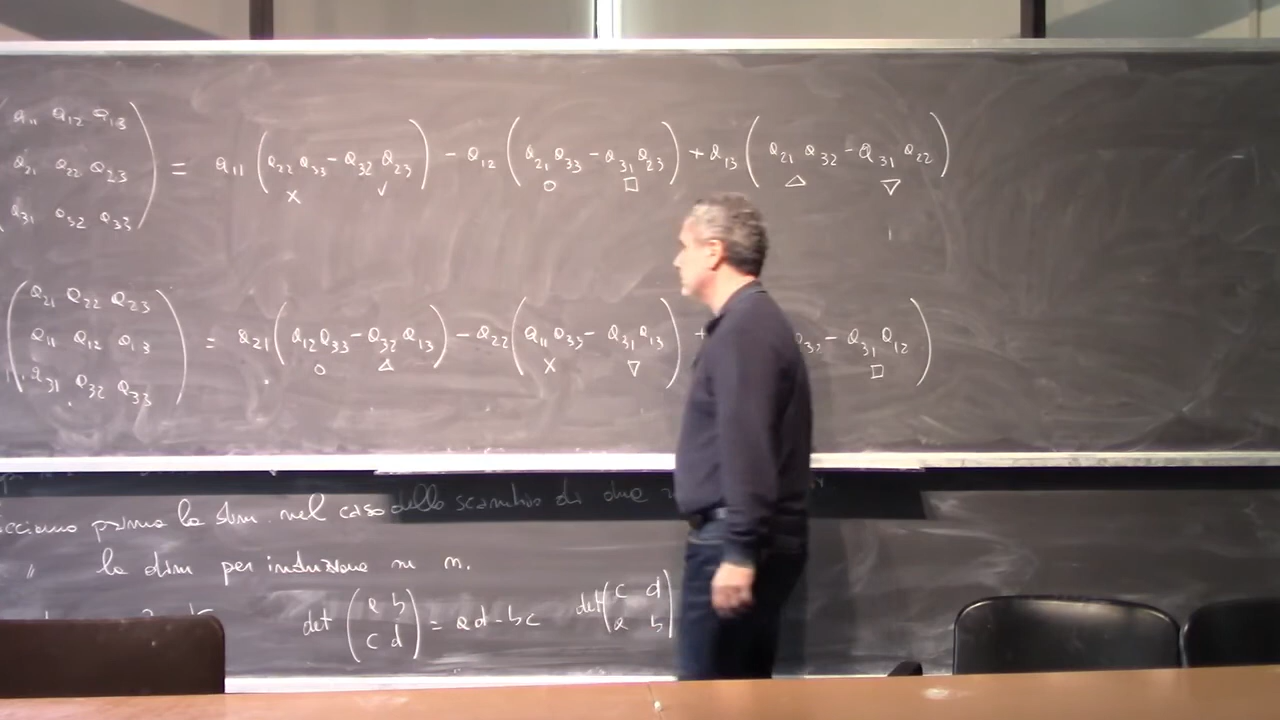 a₁₁ a₁₂ a₁₃
a₂₁ a₂₂ a₂₃ = a₁₁ (a₂₂ a₃₃ - a₃₂ a₂₃) - a₁₂ (a₂₁ a₃₃ - a₃₁ a₂₃) + a₁₃ (a₂₁ a₃₂ - a₃₁ a₂₂)
× ✓ ○ □ △ ▽
a₃₁ a₃₂ a₃₃
a₂₁ a₂₂ a₂₃
a₁₁ a₁₂ a₁₃ = a₂₁ (a₁₂ a₃₃ - a₃₂ a₁₃) - a₂₂ (a₁₁ a₃₃ - a₃₁ a₁₃) + a₃₂ - a₃₁ a₁₂)
○ △ × ▽ □
a₃₁ a₃₂ a₃₃
cciamo prima la dim. nel caso dello scambio di due
" la dim per induzione su n.
det (a b
c d) = ad - bc det (c d
a b)